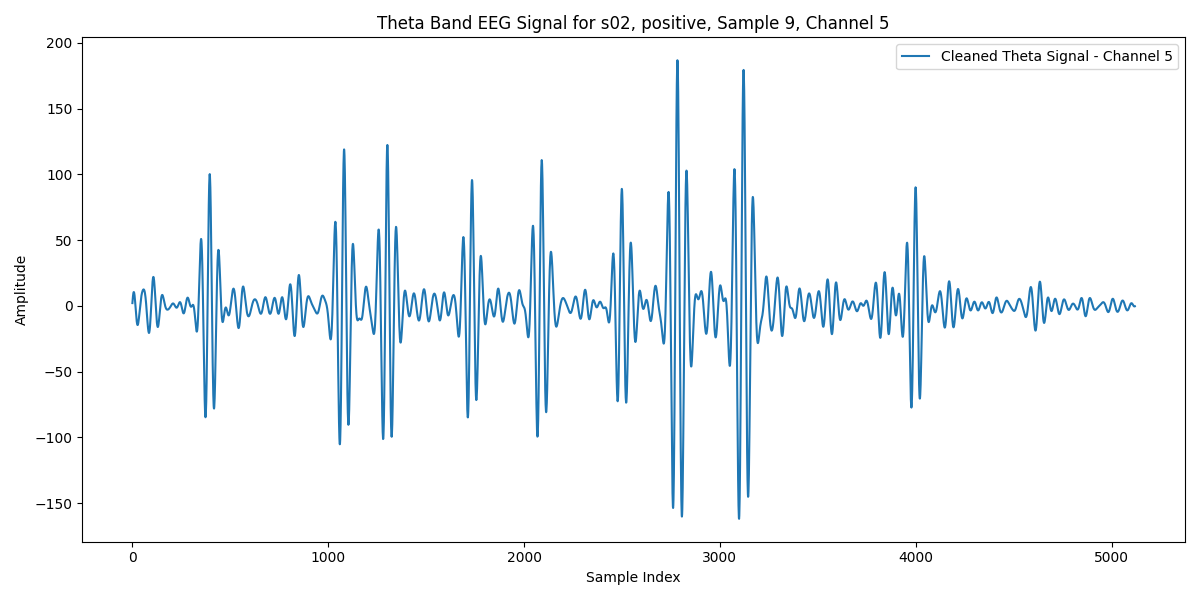 Theta Band EEG Signal for s02, positive, Sample 9, Channel 5
Cleaned Theta Signal - Channel 5
Amplitude
200
150
100
50
0
−50
−100
−150
0 1000 2000 3000 4000 5000
Sample Index